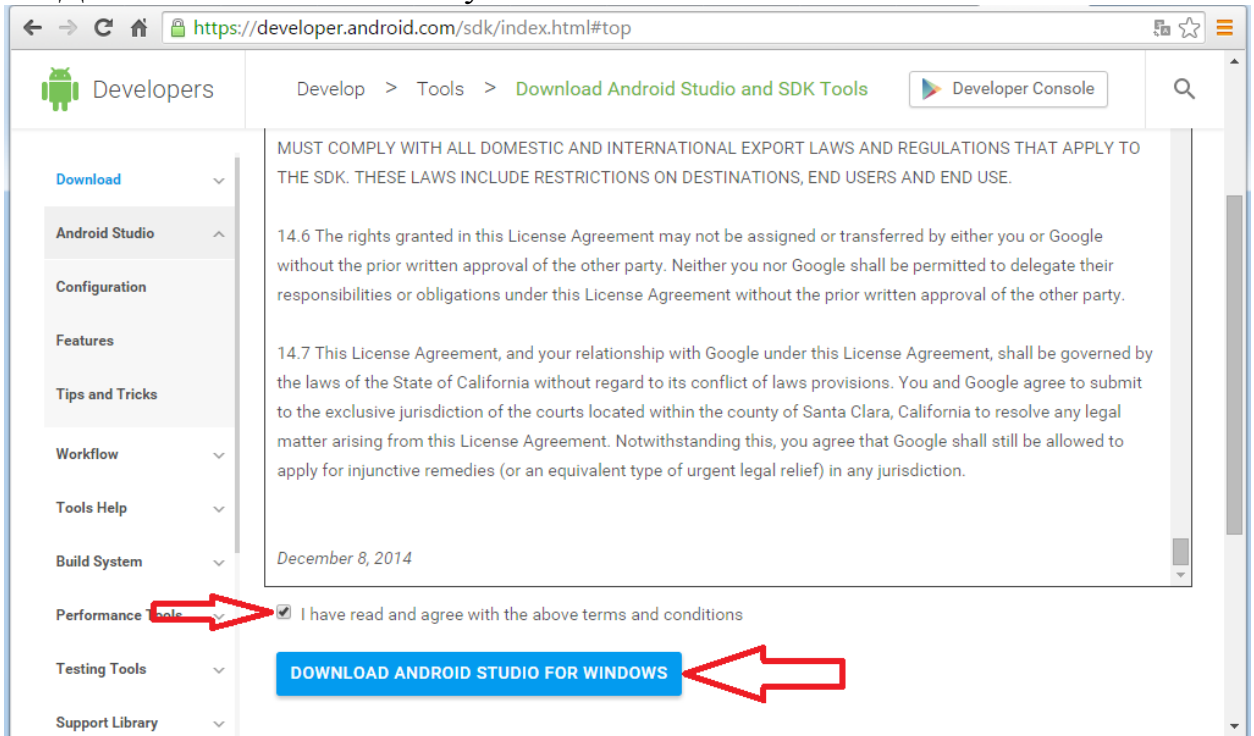 https://developer.android.com/sdk/index.html#top
Developers
Develop > Tools > Download Android Studio and SDK Tools
Developer Console
Download
Android Studio
Configuration
Features
Tips and Tricks
Workflow
Tools Help
Build System
Performance Tools
Testing Tools
Support Library
MUST COMPLY WITH ALL DOMESTIC AND INTERNATIONAL EXPORT LAWS AND REGULATIONS THAT APPLY TO
THE SDK. THESE LAWS INCLUDE RESTRICTIONS ON DESTINATIONS, END USERS AND END USE.
14.6 The rights granted in this License Agreement may not be assigned or transferred by either you or Google
without the prior written approval of the other party. Neither you nor Google shall be permitted to delegate their
responsibilities or obligations under this License Agreement without the prior written approval of the other party.
14.7 This License Agreement, and your relationship with Google under this License Agreement, shall be governed by
the laws of the State of California without regard to its conflict of laws provisions. You and Google agree to submit
to the exclusive jurisdiction of the courts located within the county of Santa Clara, California to resolve any legal
matter arising from this License Agreement. Notwithstanding this, you agree that Google shall still be allowed to
apply for injunctive remedies (or an equivalent type of urgent legal relief) in any jurisdiction.
December 8, 2014
I have read and agree with the above terms and conditions
DOWNLOAD ANDROID STUDIO FOR WINDOWS